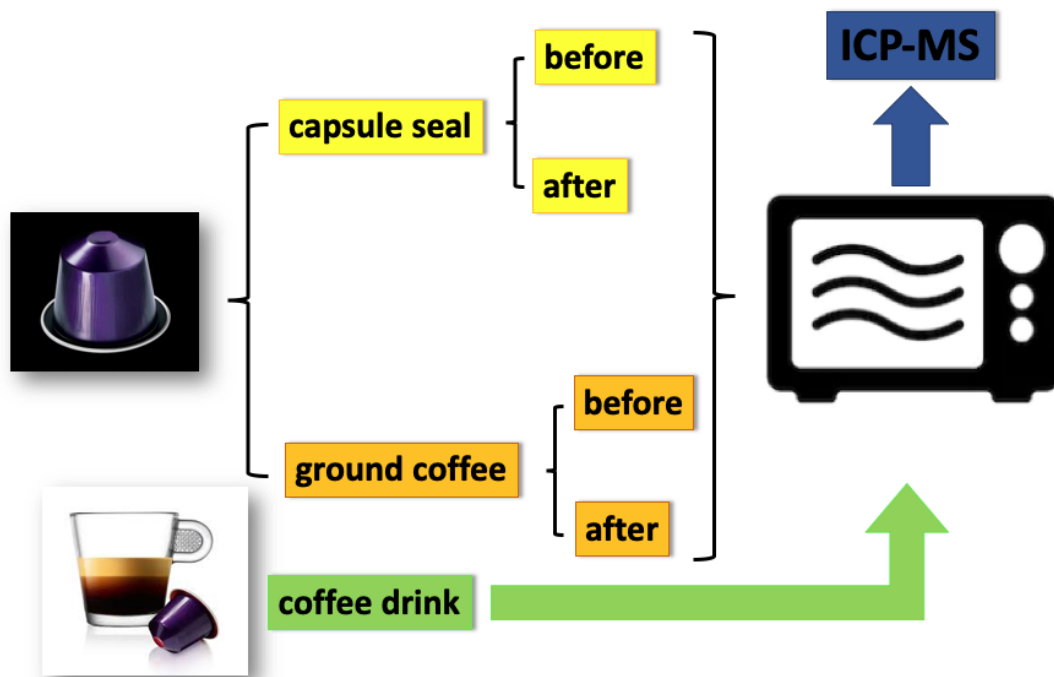 ICP-MS
before
capsule seal
after
before
ground coffee
after
coffee drink